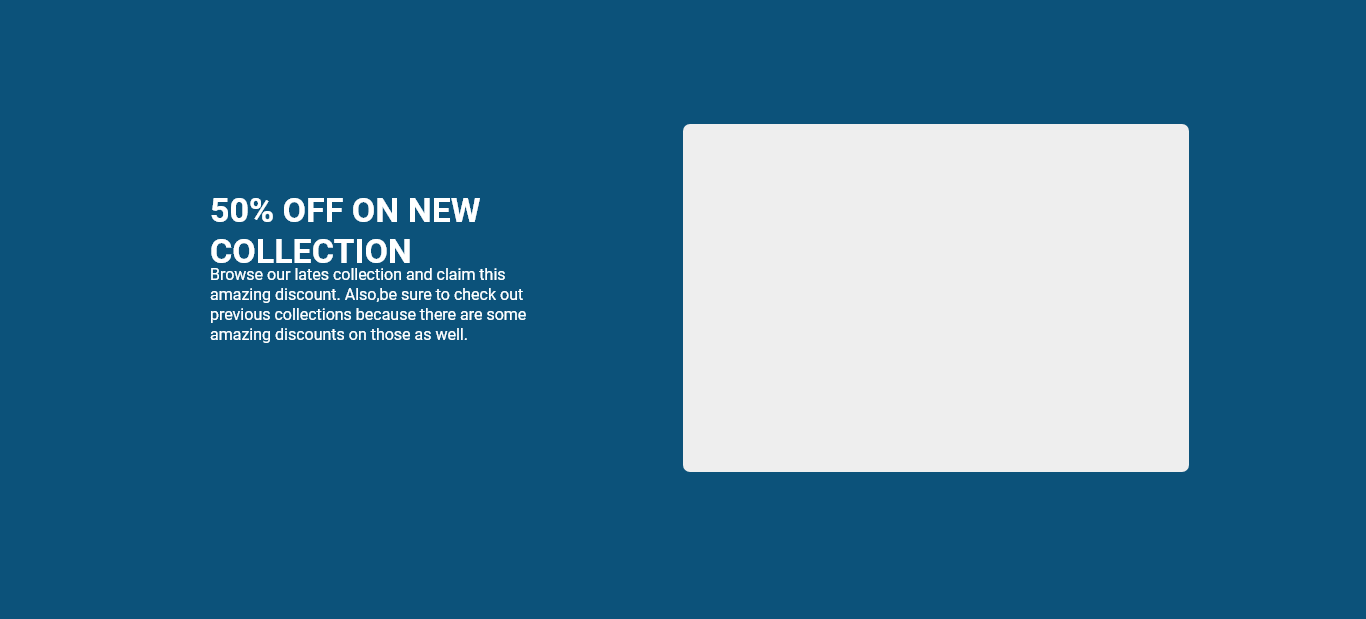 50% OFF ON NEW
COLLECTION
Browse our lates collection and claim this
amazing discount. Also,be sure to check out
previous collections because there are some
amazing discounts on those as well.